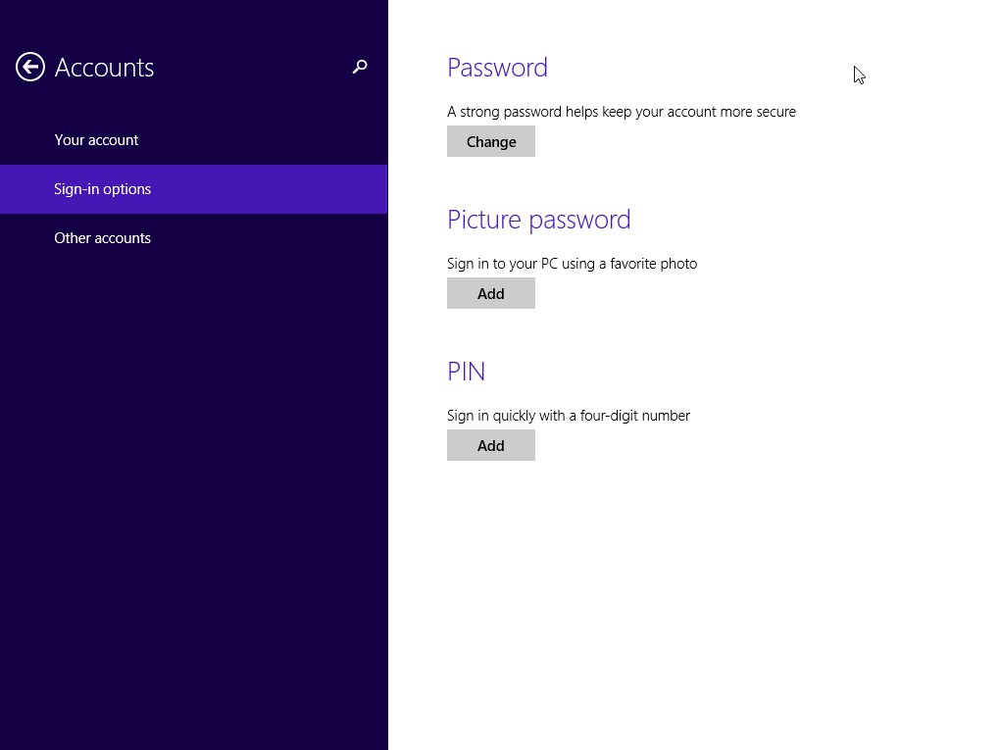 Accounts
Your account
Sign-in options
Other accounts
Password
A strong password helps keep your account more secure
Change
Picture password
Sign in to your PC using a favorite photo
Add
PIN
Sign in quickly with a four-digit number
Add